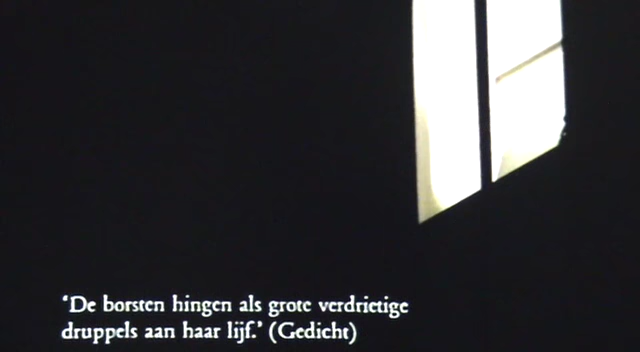 ‘De borsten hingen als grote verdrietige
druppels aan haar lijf.’ (Gedicht)